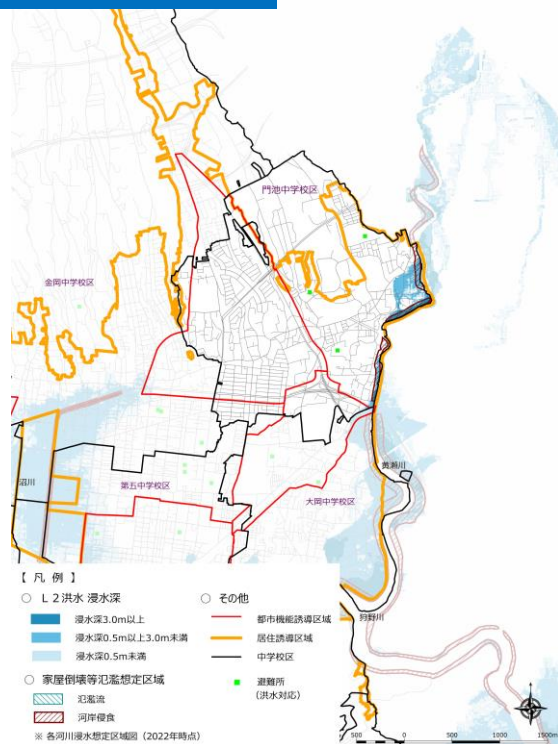 門池中学校区
金岡中学校区
黄瀬川
沼川
第五中学校区
大岡中学校区
狩野川
【 凡 例 】
○ L2洪水 浸水深
浸水深3.0m以上
浸水深0.5m以上3.0m未満
浸水深0.5m未満
○ 家屋倒壊等氾濫想定区域
氾濫流
河岸侵食
※ 各河川浸水想定区域図（2022年時点）
○ その他
都市機能誘導区域
居住誘導区域
中学校区
避難所
（洪水対応）
500 0 500 1000 1500m